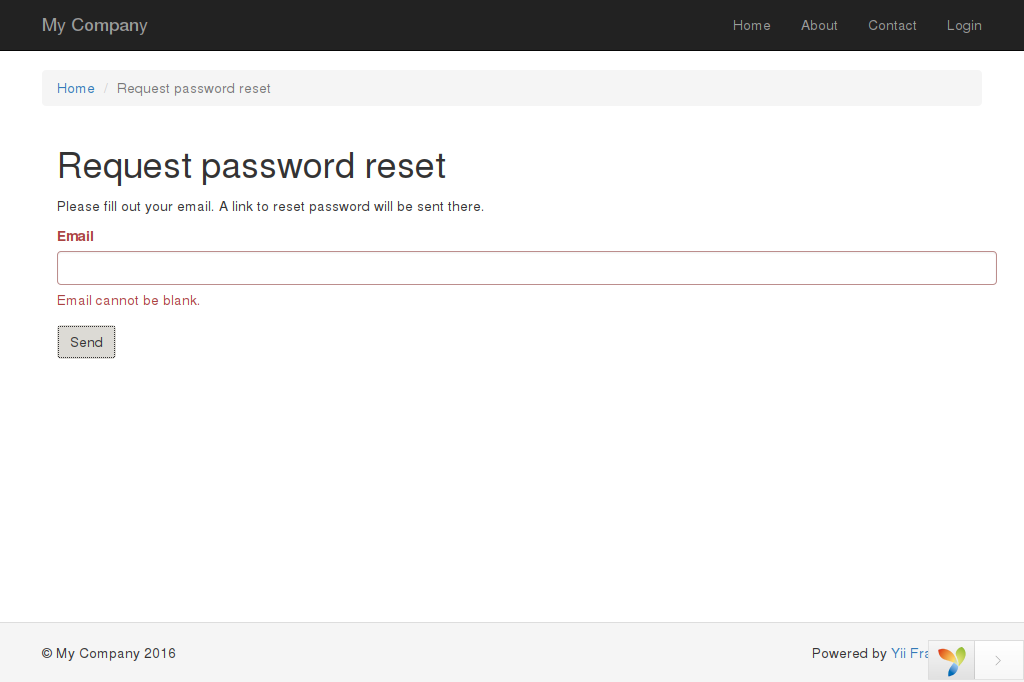 My Company Home About Contact Login
Home / Request password reset
Request password reset
Please fill out your email. A link to reset password will be sent there.
Email
Email cannot be blank.
Send
© My Company 2016 Powered by Yii